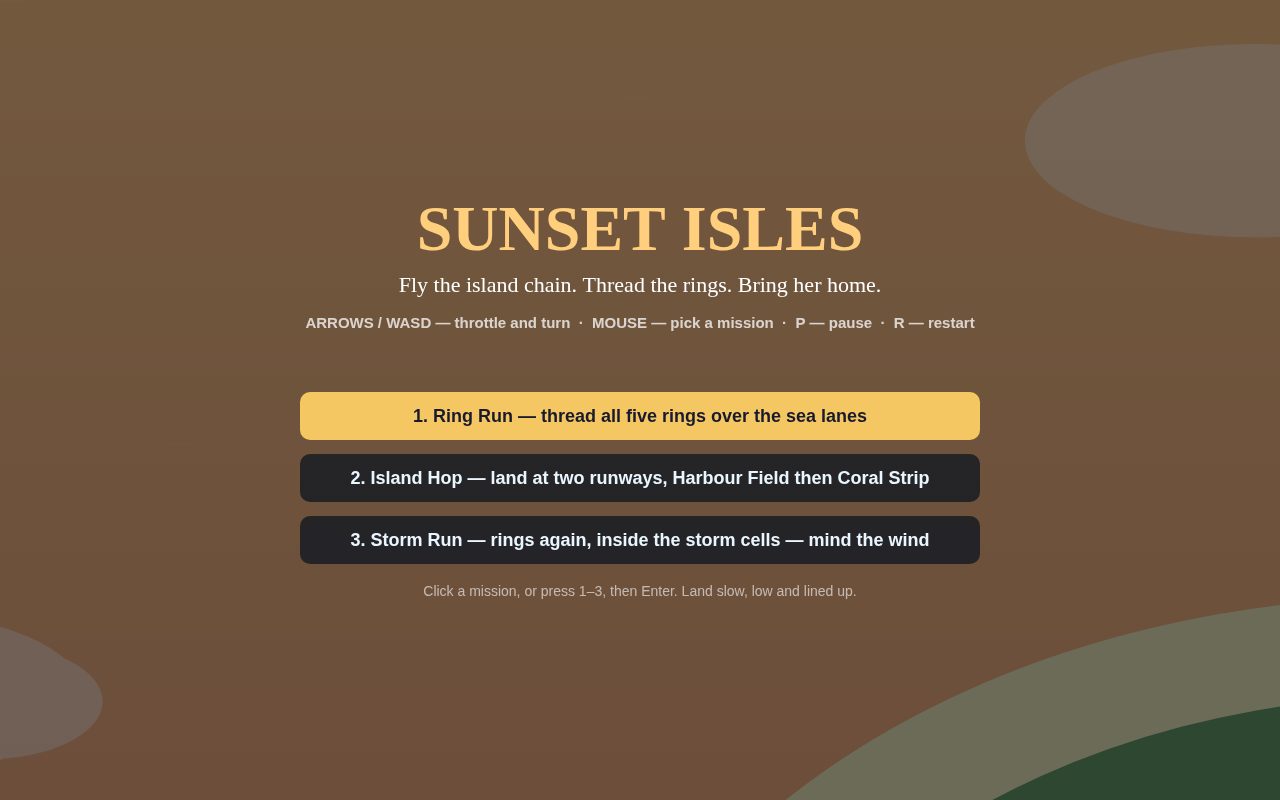 SUNSET ISLES
Fly the island chain. Thread the rings. Bring her home.
ARROWS / WASD — throttle and turn · MOUSE — pick a mission · P — pause · R — restart
1. Ring Run — thread all five rings over the sea lanes
2. Island Hop — land at two runways, Harbour Field then Coral Strip
3. Storm Run — rings again, inside the storm cells — mind the wind
Click a mission, or press 1–3, then Enter. Land slow, low and lined up.